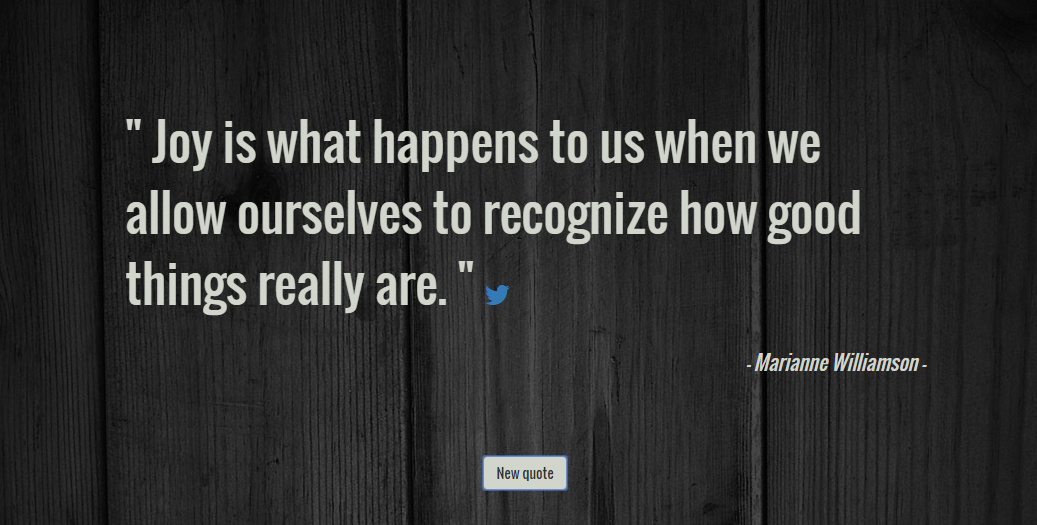 " Joy is what happens to us when we
allow ourselves to recognize how good
things really are. "
- Marianne Williamson -
New quote